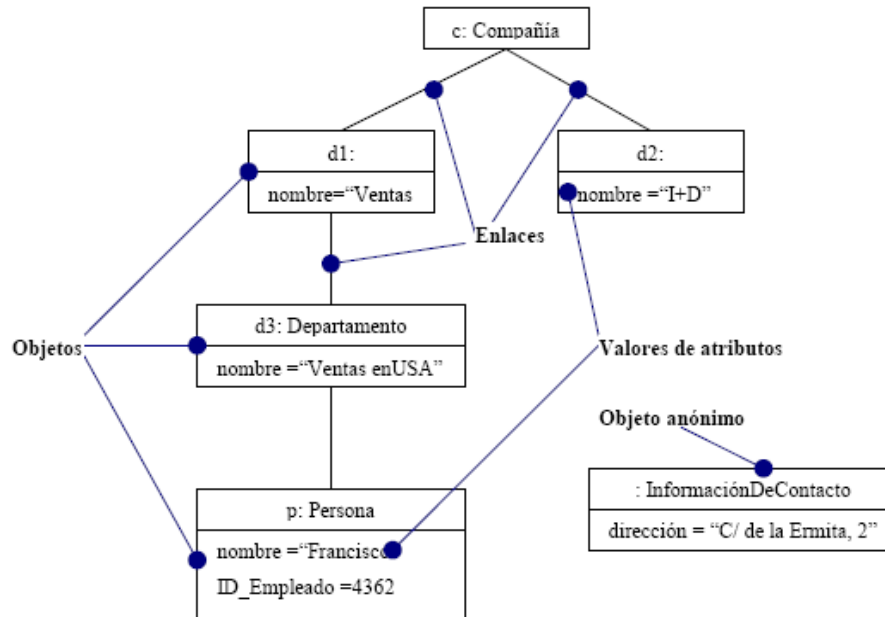 c: Compañía
d1:
nombre=“Ventas
d2:
nombre =“I+D”
Enlaces
d3: Departamento
nombre =“Ventas enUSA”
Objetos
Valores de atributos
Objeto anónimo
: InformaciónDeContacto
dirección = “C/ de la Ermita, 2”
p: Persona
nombre =“Francisco
ID_Empleado =4362